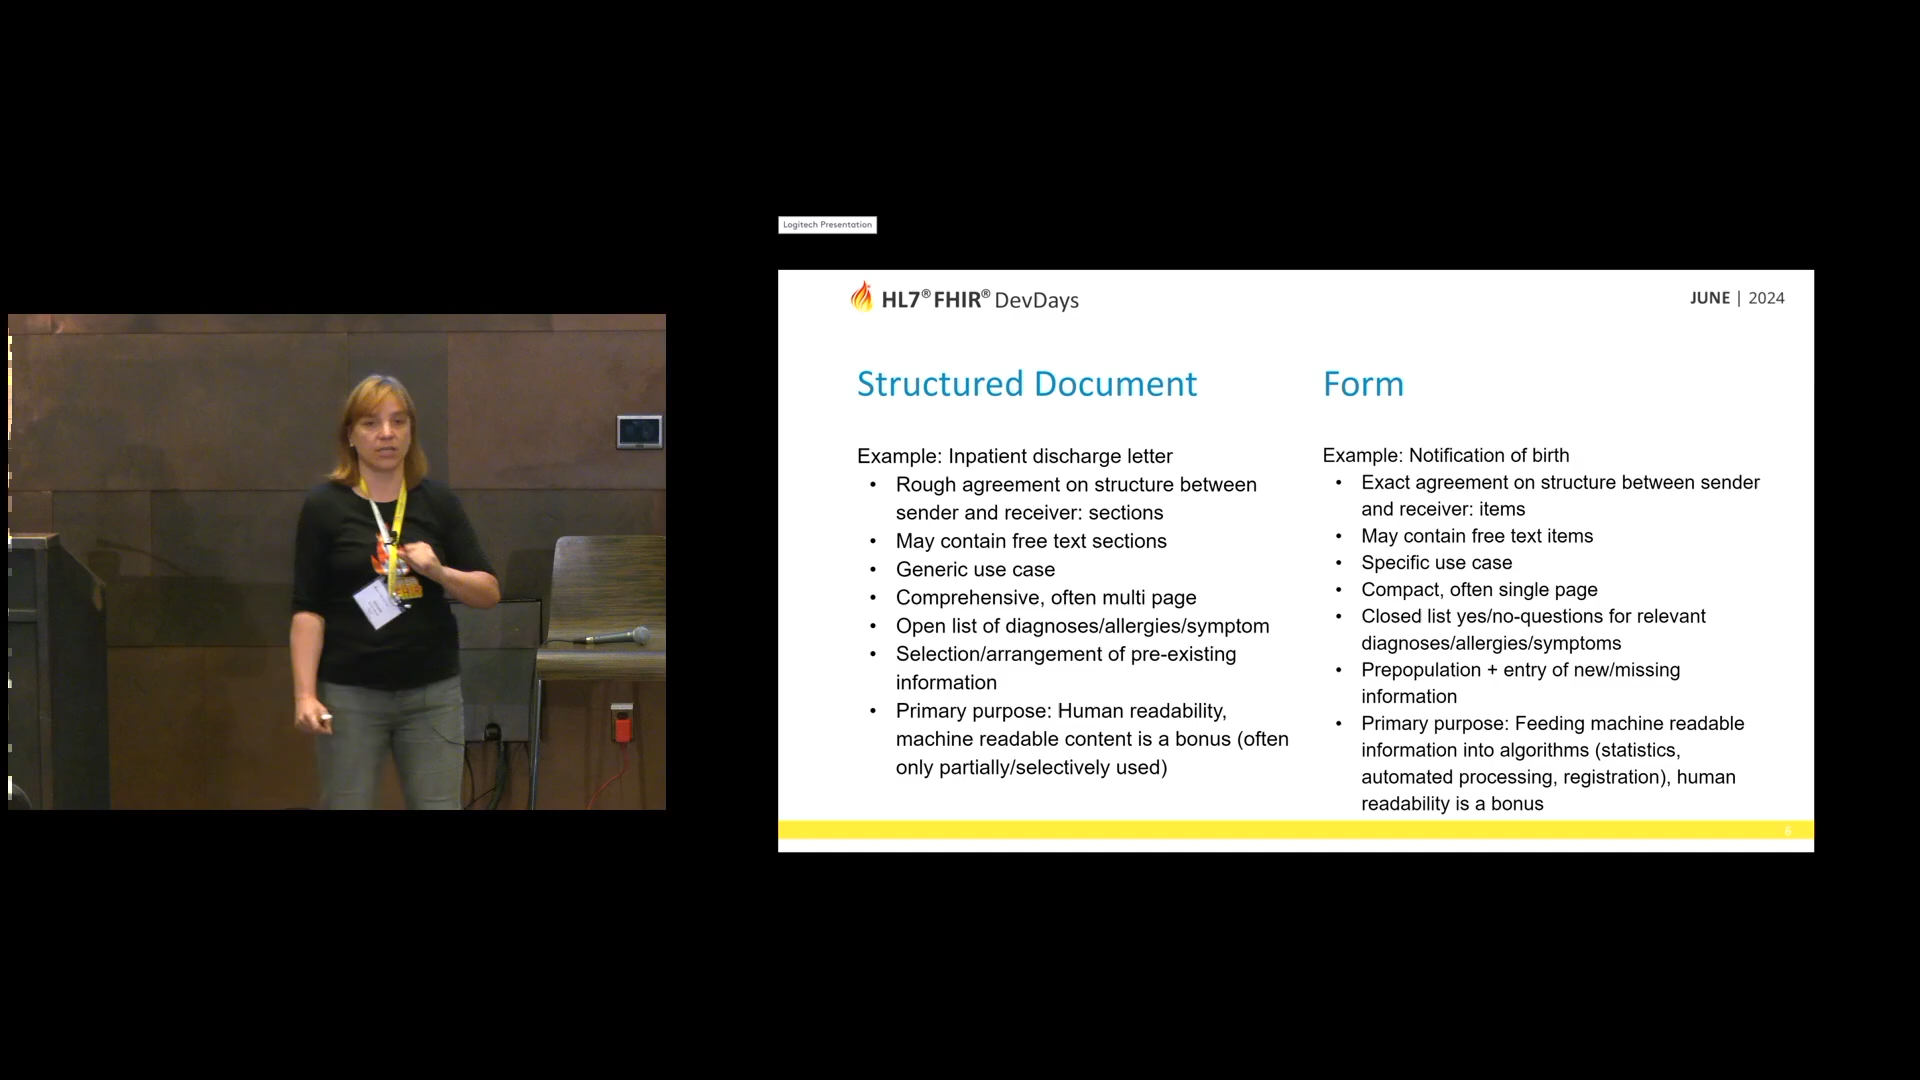 Logitech Presentation
HL7® FHIR® DevDays
JUNE | 2024
Structured Document
Example: Inpatient discharge letter
• Rough agreement on structure between
sender and receiver: sections
• May contain free text sections
• Generic use case
• Comprehensive, often multi page
• Open list of diagnoses/allergies/symptom
• Selection/arrangement of pre-existing
information
• Primary purpose: Human readability,
machine readable content is a bonus (often
only partially/selectively used)
Form
Example: Notification of birth
• Exact agreement on structure between sender
and receiver: items
• May contain free text items
• Specific use case
• Compact, often single page
• Closed list yes/no-questions for relevant
diagnoses/allergies/symptoms
• Prepopulation + entry of new/missing
information
• Primary purpose: Feeding machine readable
information into algorithms (statistics,
automated processing, registration), human
readability is a bonus
6